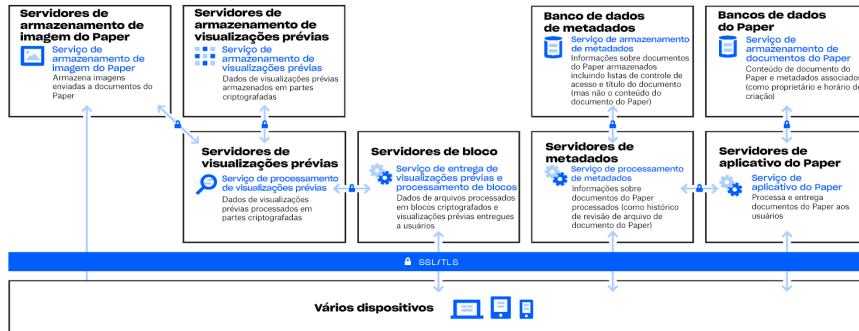 Servidores de
armazenamento de
imagem do Paper
Serviço de
armazenamento de
imagem do Paper
Armazena imagens
enviadas a documentos do
Paper
Servidores de
armazenamento de
visualizações prévias
Serviço de
armazenamento de
visualizações prévias
Dados de visualizações prévias
armazenados em partes
criptografadas
Banco de dados
de metadados
Serviço de armazenamento
de metadados
Informações sobre documentos
do Paper armazenados
incluindo listas de controle de
acesso e título do documento
(mas não o conteúdo do
documento do Paper)
Bancos de dados
do Paper
Serviço de
armazenamento de
documentos do Paper
Conteúdo de documento do
Paper e metadados associados
(como proprietário e horário de
criação)
Servidores de
visualizações prévias
Serviço de processamento
de visualizações prévias
Dados de visualizações
prévias processados em
partes criptografadas
Servidores de bloco
Serviço de entrega de
visualizações prévias e
processamento de blocos
Dados de arquivos processados
em blocos criptografados e
visualizações prévias entregues
a usuários
Servidores de
metadados
Serviço de processamento
de metadados
Informações sobre
documentos do Paper
processados (como histórico
de revisão de arquivo de
documento do Paper)
Servidores de
aplicativo do Paper
Serviço de
aplicativo do Paper
Processa e entrega
documentos do Paper aos
usuários
SSL/TLS
Vários dispositivos